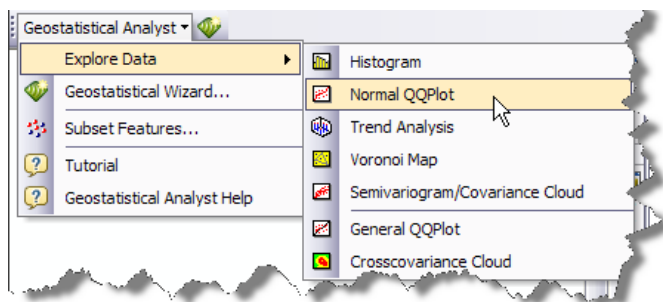 Geostatistical Analyst
Explore Data
Geostatistical Wizard...
Subset Features...
Tutorial
Geostatistical Analyst Help
Histogram
Normal QQPlot
Trend Analysis
Voronoi Map
Semivariogram/Covariance Cloud
General QQPlot
Crosscovariance Cloud